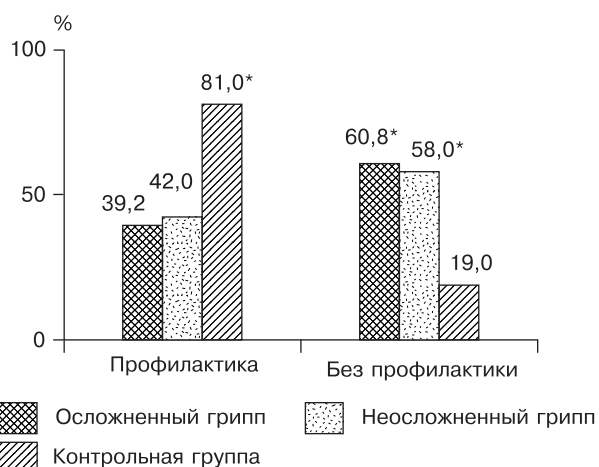 %
100
81,0*
60,8*
58,0*
50
42,0
39,2
19,0
0
Профилактика
Без профилактики
Осложненный грипп
Неосложненный грипп
Контрольная группа